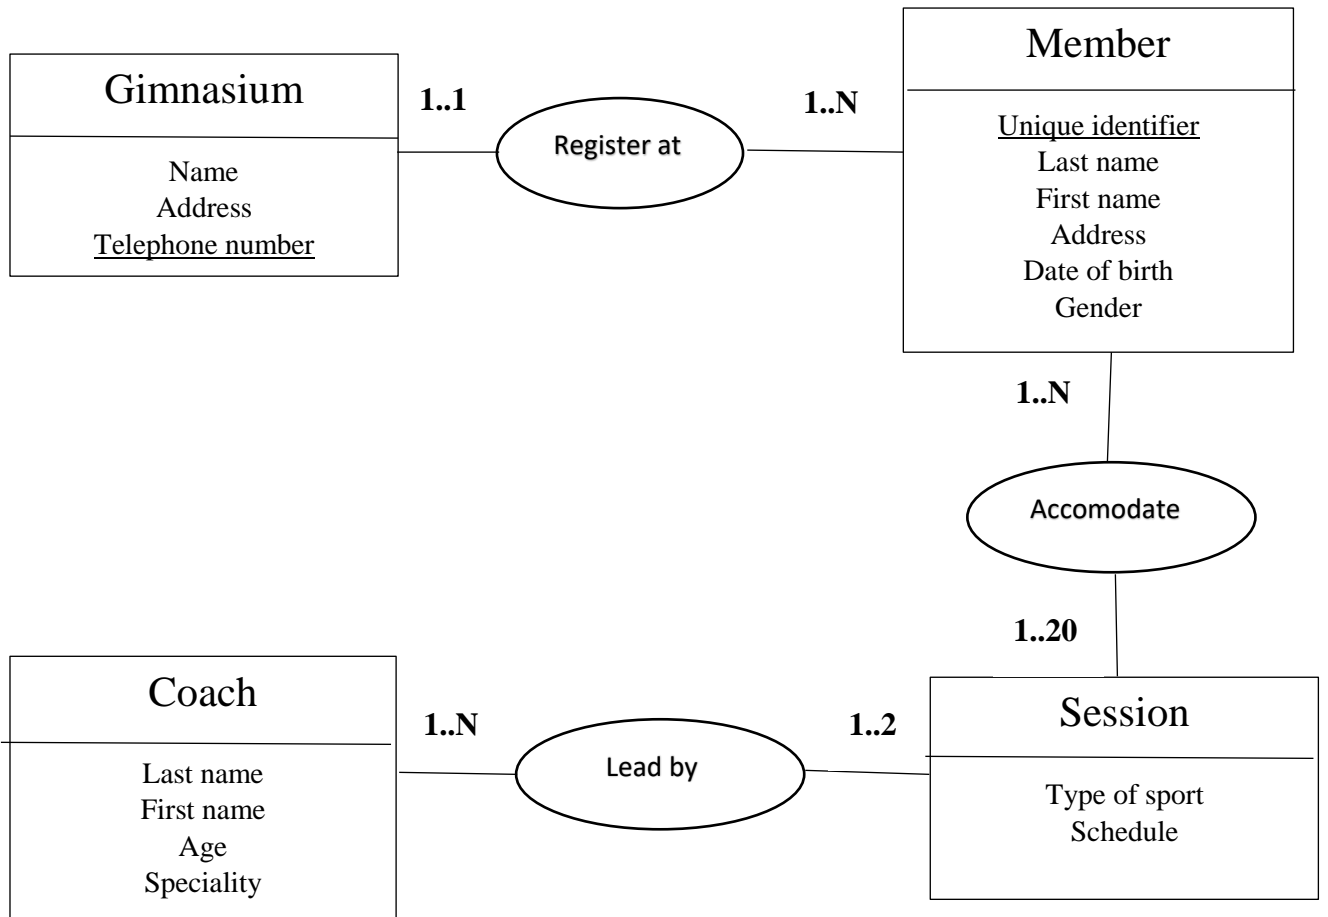 Gimnasium
Name
Address
Telephone number
1..1
Register at
1..N
Member
Unique identifier
Last name
First name
Address
Date of birth
Gender
1..N
Accomodate
1..20
Coach
Last name
First name
Age
Speciality
1..N
Lead by
1..2
Session
Type of sport
Schedule